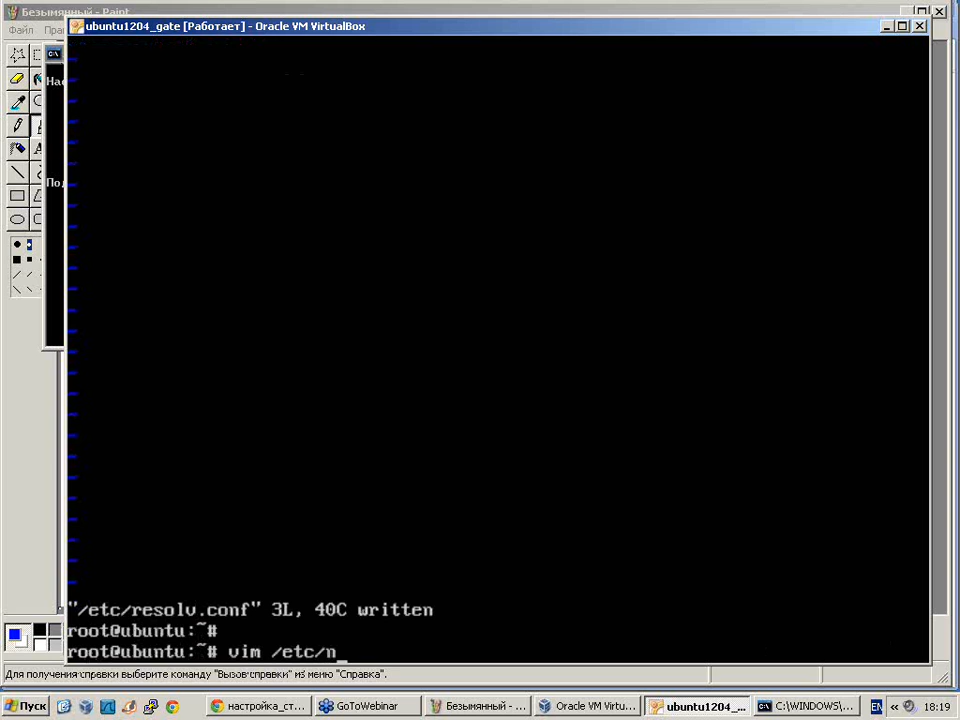 Безымянный - Paint
ubuntu1204_gate [Работает] - Oracle VM VirtualBox
Файл
"/etc/resolv.conf" 3L, 40C written
root@ubuntu:~#
root@ubuntu:~# vim /etc/n_
Для получения справки выберите команду "Вызов справки" из меню "Справка".
Пуск
настройка_ст...
GoToWebinar
Безымянный - ...
Oracle VM Virtu...
ubuntu1204_...
C:\WINDOWS\...
EN
«
18:19